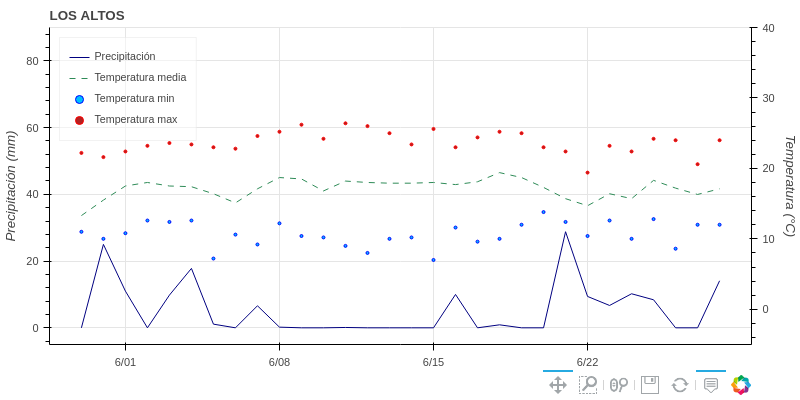 LOS ALTOS
Precipitación
Temperatura media
Temperatura min
Temperatura max
Precipitación (mm)
80
60
40
20
0
40
30
20
10
0
Temperatura (°C)
6/01
6/08
6/15
6/22